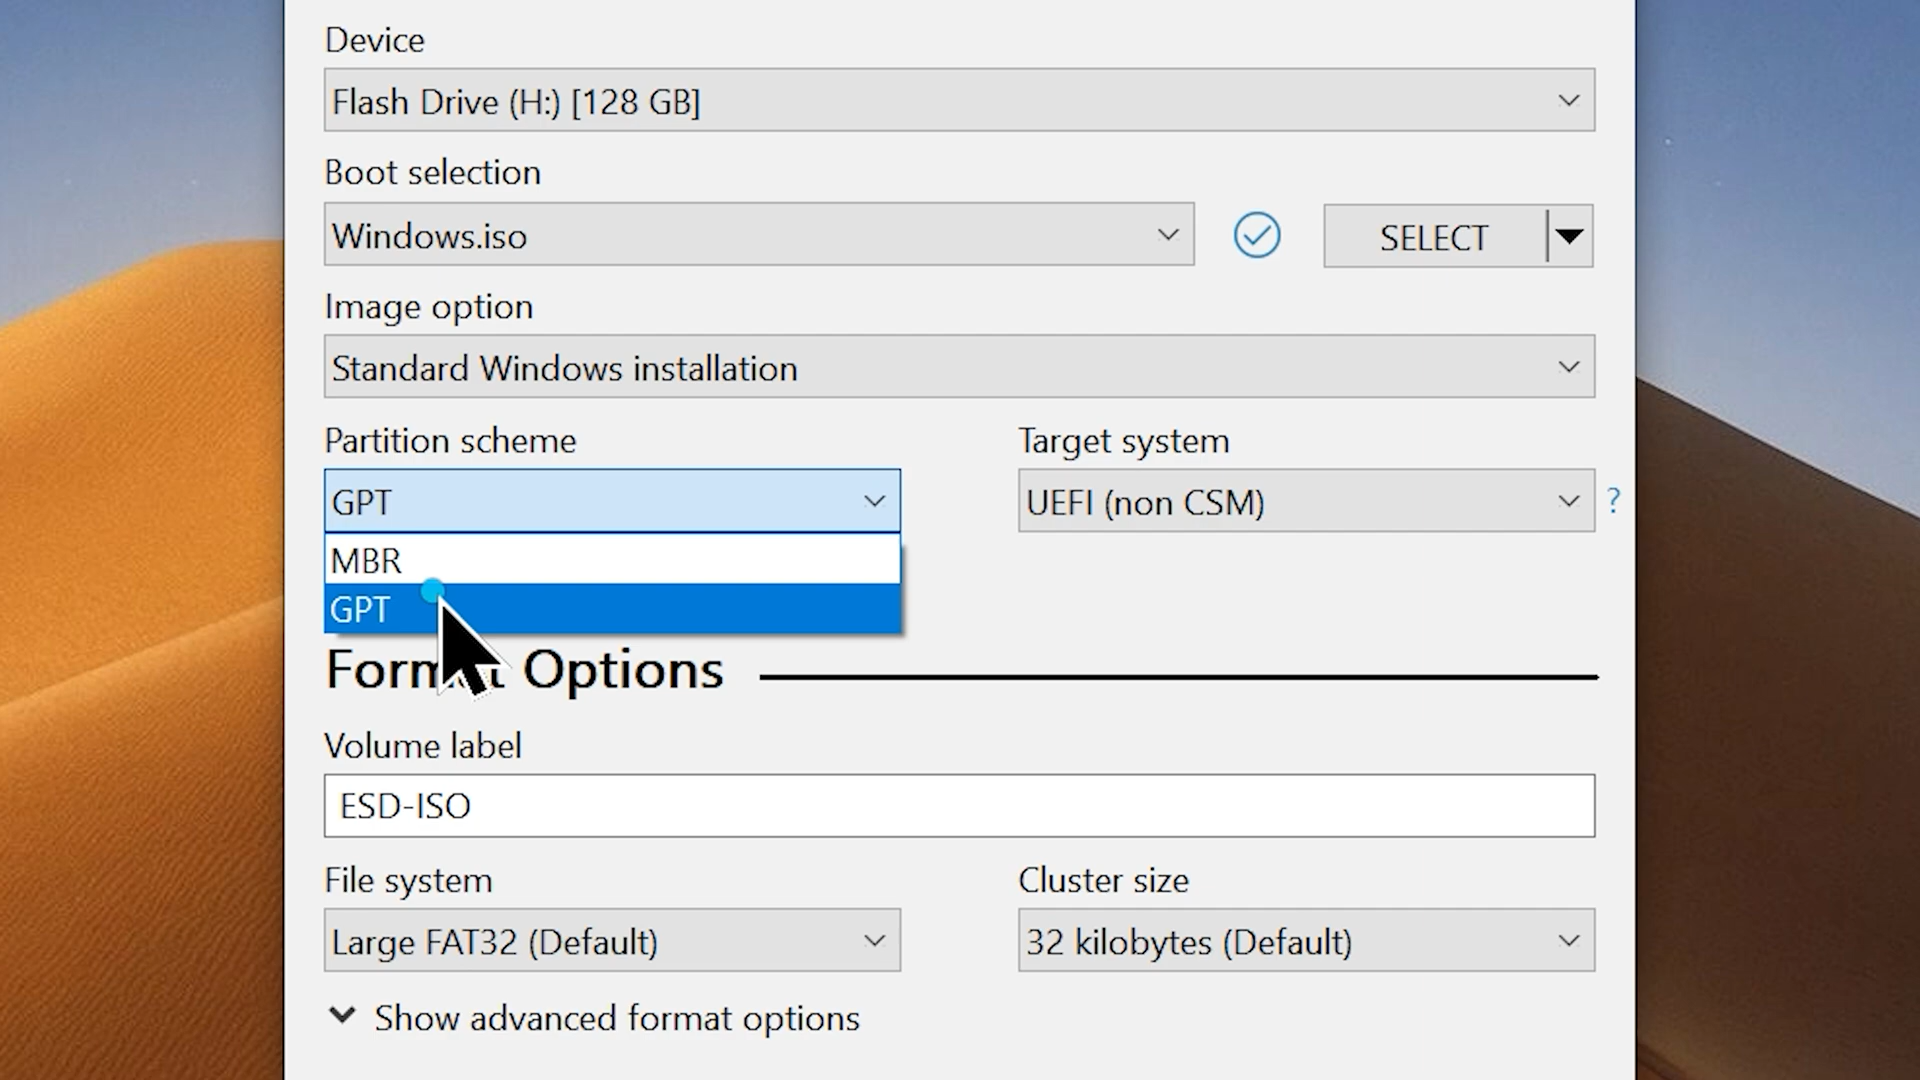 Device
Flash Drive (H:) [128 GB]
Boot selection
Windows.iso
SELECT
Image option
Standard Windows installation
Partition scheme
Target system
GPT
UEFI (non CSM)
?
MBR
GPT
Format Options
Volume label
ESD-ISO
File system
Cluster size
Large FAT32 (Default)
32 kilobytes (Default)
Show advanced format options